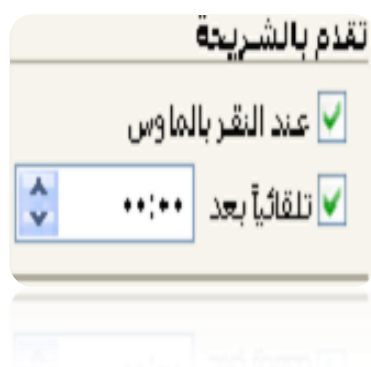 تقدم بالشريحة
عند النقر بالماوس
تلقائياً بعد ٠٠:٠٠